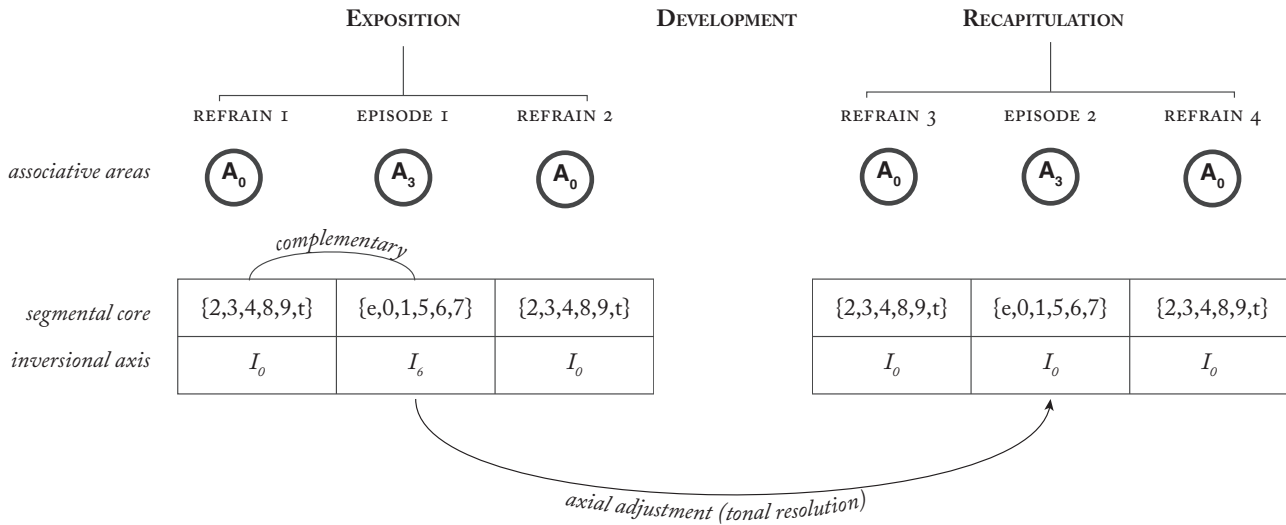 EXPOSITION DEVELOPMENT RECAPITULATION
REFRAIN 1 EPISODE 1 REFRAIN 2 REFRAIN 3 EPISODE 2 REFRAIN 4
associative areas A₀ A₃ A₀ A₀ A₃ A₀
complementary
segmental core {2,3,4,8,9,t} {e,0,1,5,6,7} {2,3,4,8,9,t} {2,3,4,8,9,t} {e,0,1,5,6,7} {2,3,4,8,9,t}
inversional axis I₀ I₆ I₀ I₀ I₀ I₀
axial adjustment (tonal resolution)